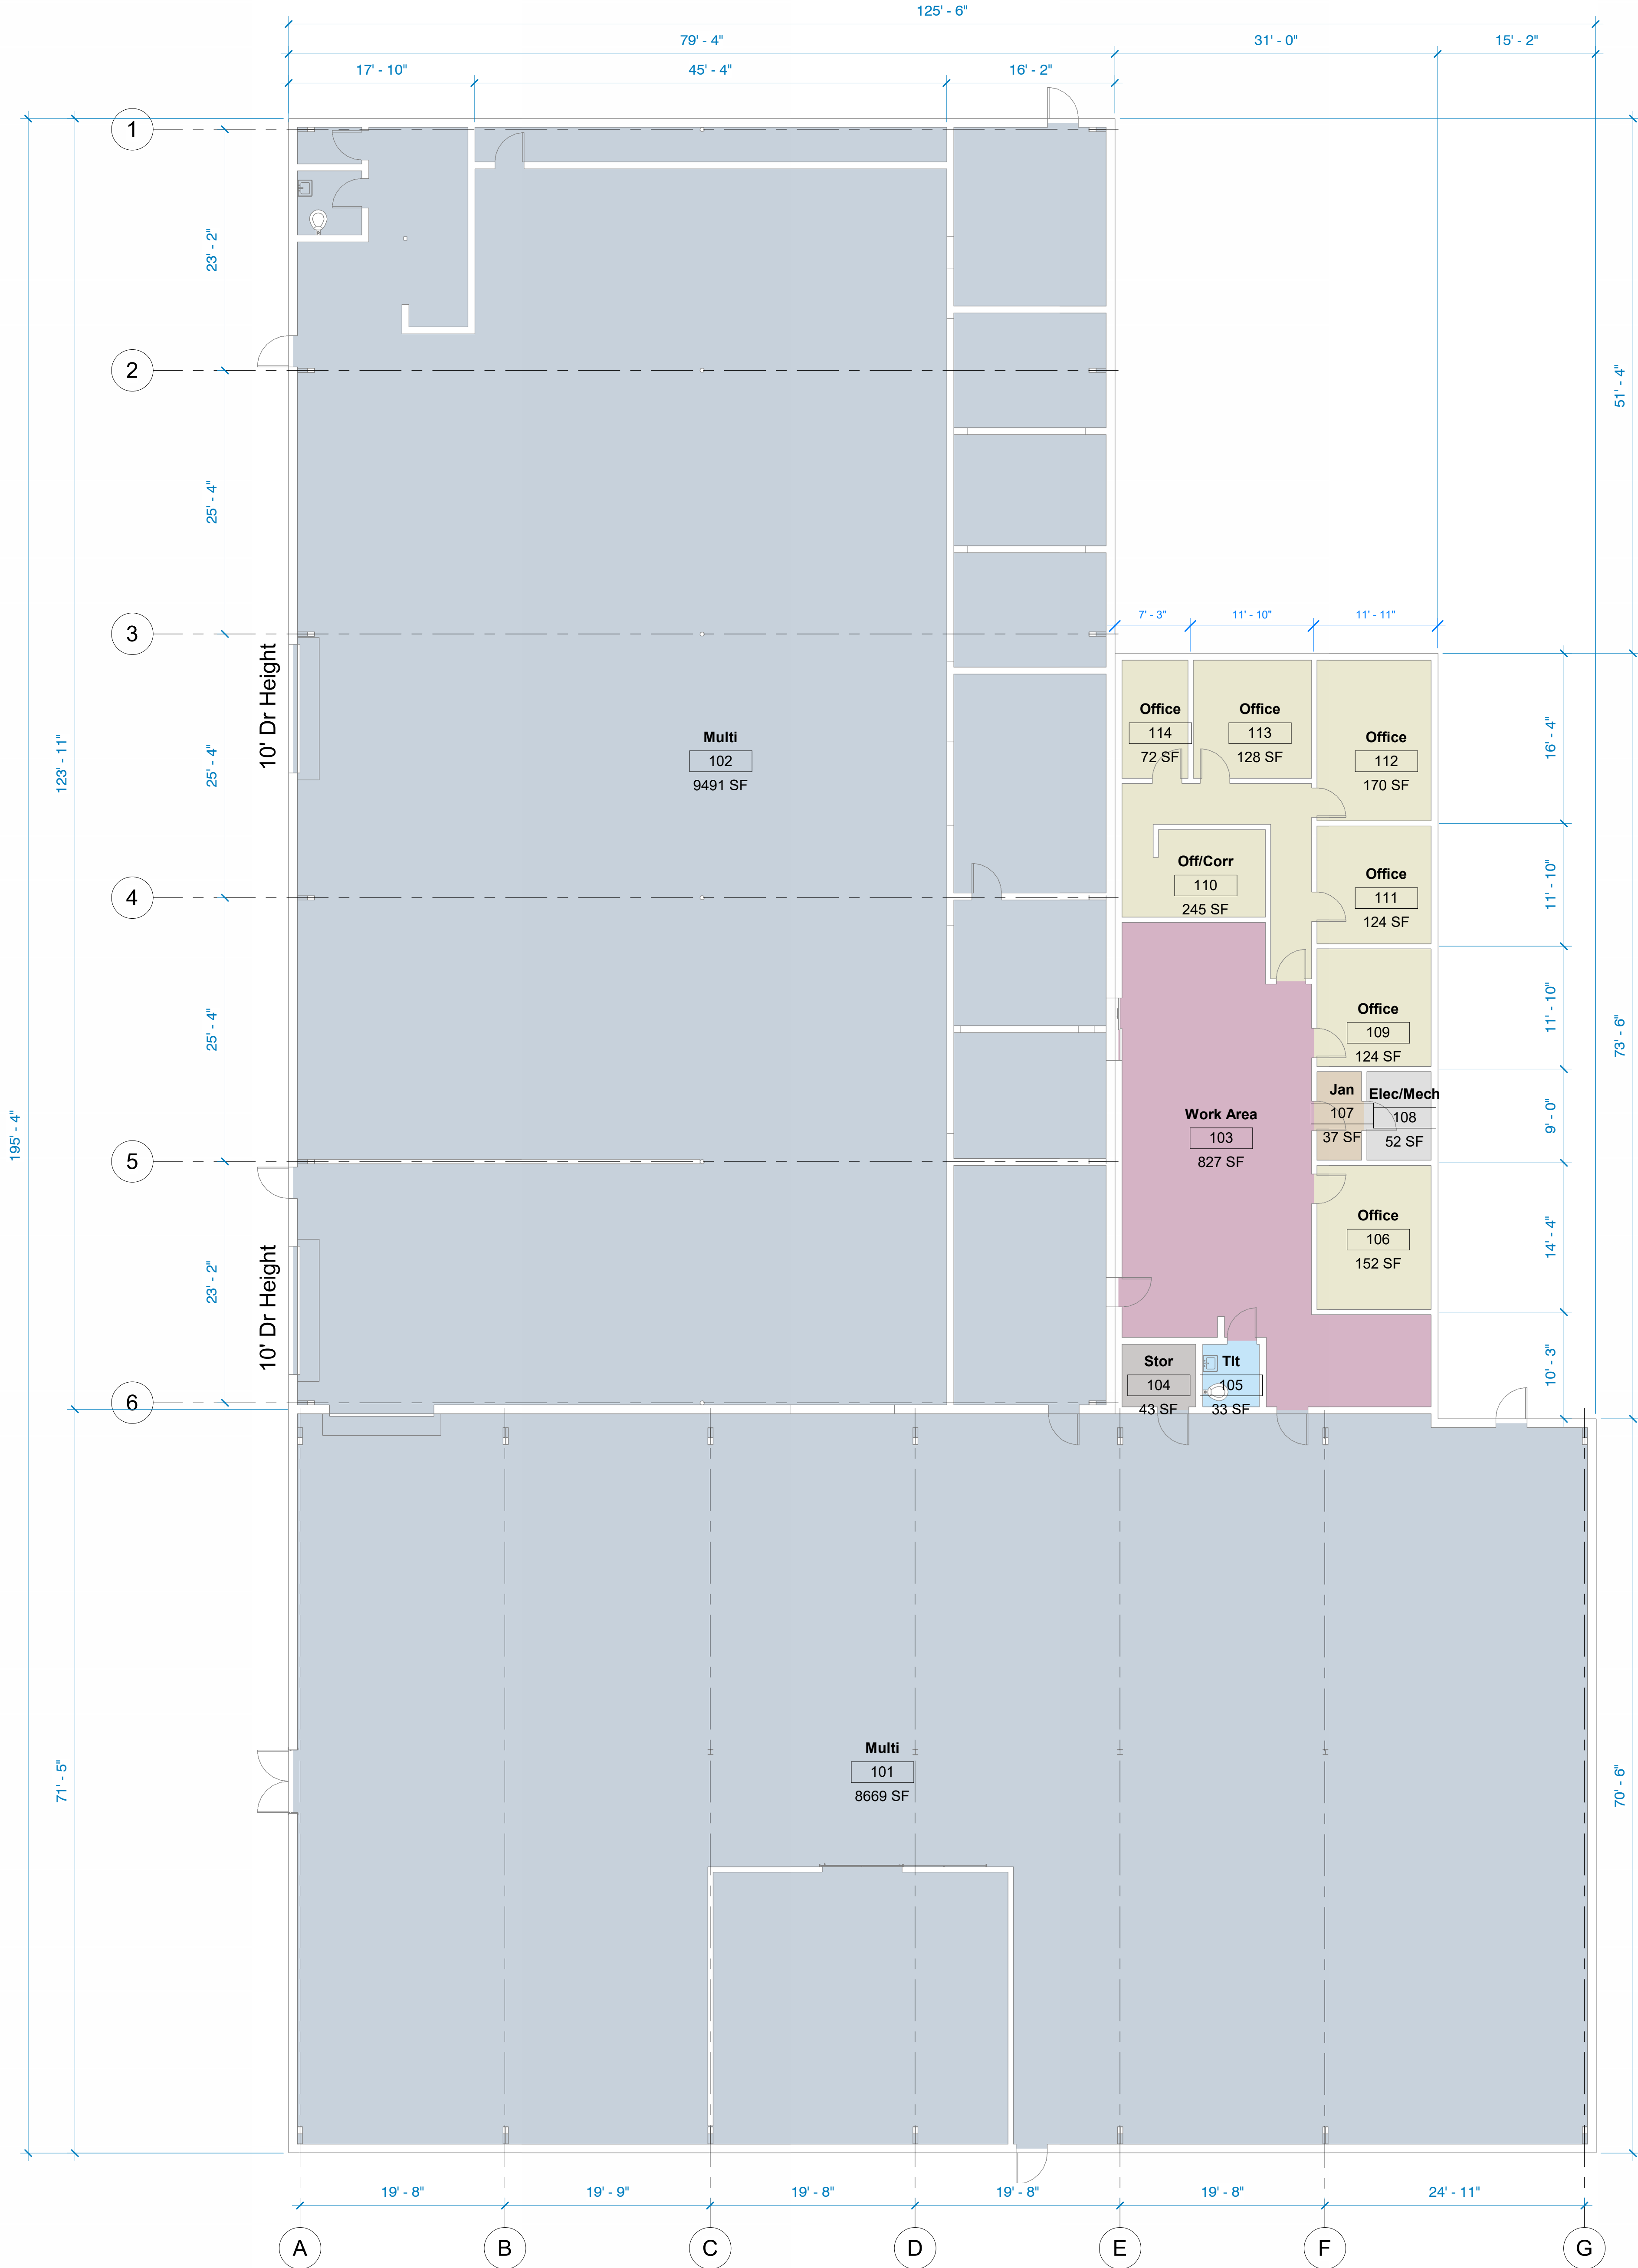 125' - 6"
79' - 4"
31' - 0"
15' - 2"
17' - 10"
45' - 4"
16' - 2"
1
23' - 2"
2
51' - 4"
25' - 4"
3
7' - 3"
11' - 10"
11' - 11"
10' Dr Height
123' - 11"
25' - 4"
Multi
102
9491 SF
Office
114
72 SF
Office
113
128 SF
Office
112
170 SF
16' - 4"
4
Off/Corr
110
245 SF
Office
111
124 SF
11' - 10"
25' - 4"
Office
109
124 SF
11' - 10"
73' - 6"
195' - 4"
Work Area
103
827 SF
Jan
107
37 SF
Elec/Mech
108
52 SF
9' - 0"
5
Office
106
152 SF
14' - 4"
23' - 2"
10' Dr Height
Stor
104
43 SF
Tlt
105
33 SF
10' - 3"
6
Multi
101
8669 SF
71' - 5"
70' - 6"
19' - 8"
19' - 9"
19' - 8"
19' - 8"
19' - 8"
24' - 11"
A
B
C
D
E
F
G